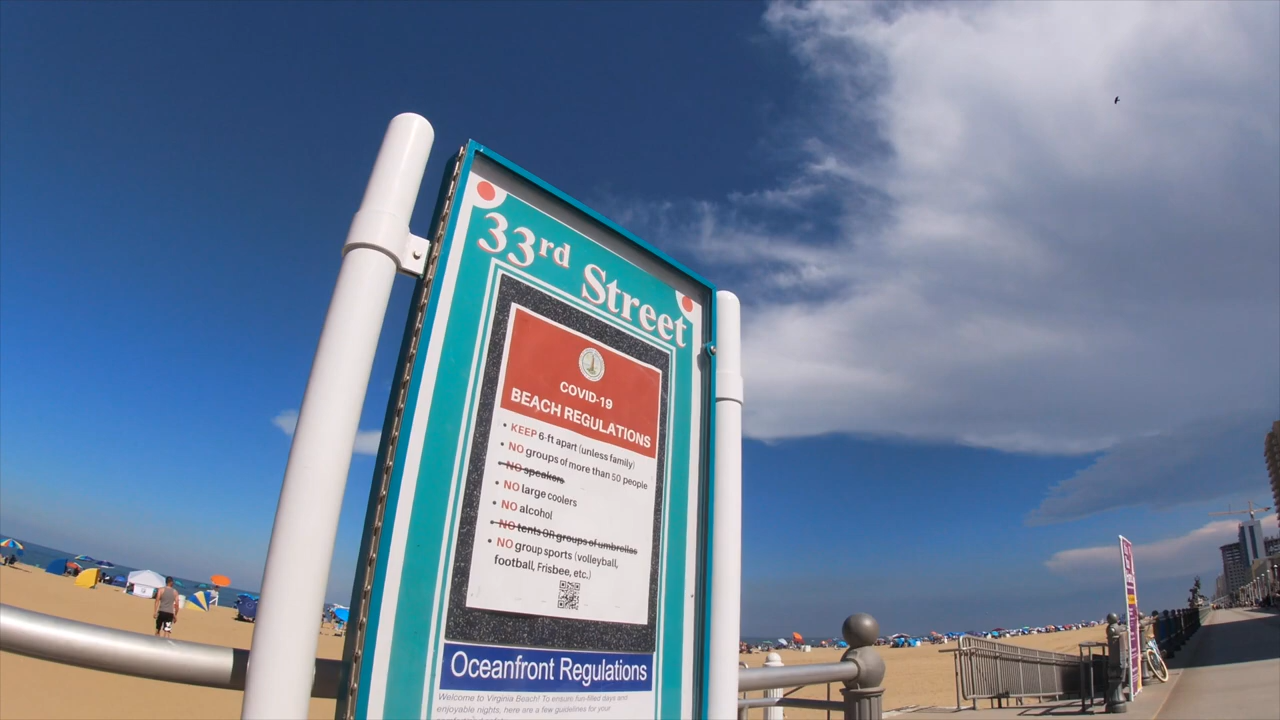 33rd Street
COVID-19
BEACH REGULATIONS
• KEEP 6-ft apart (unless family)
• NO groups of more than 50 people
• NO speakers
• NO large coolers
• NO alcohol
• NO tents OR groups of umbrellas
• NO group sports (volleyball,
football, Frisbee, etc.)
Oceanfront Regulations
Welcome to Virginia Beach! To ensure fun-filled days and
enjoyable nights, here are a few guidelines for your